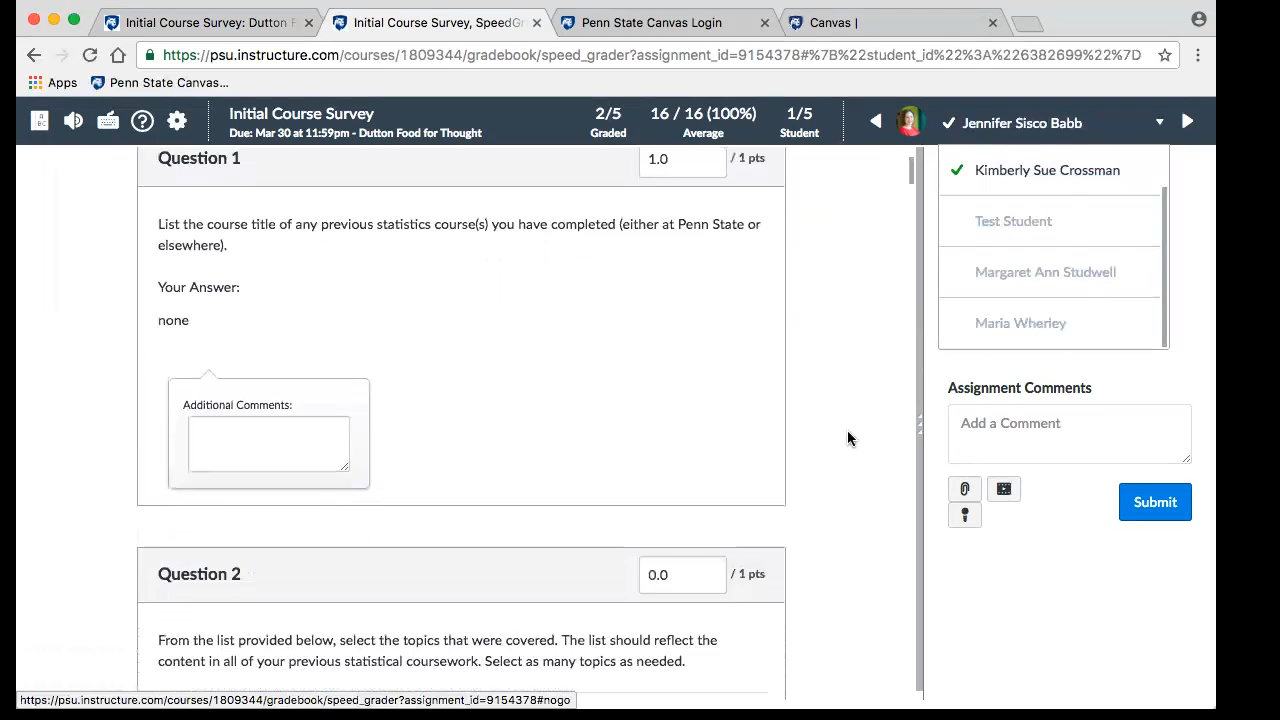 Initial Course Survey: Dutton F
Initial Course Survey, SpeedGr
Penn State Canvas Login
Canvas |
https://psu.instructure.com/courses/1809344/gradebook/speed_grader?assignment_id=9154378#%7B%22student_id%22%3A%226382699%22%7D
Apps
Penn State Canvas...
Initial Course Survey
Due: Mar 30 at 11:59pm - Dutton Food for Thought
2/5
Graded
16 / 16 (100%)
Average
1/5
Student
Jennifer Sisco Babb
Question 1
1.0
/ 1 pts
List the course title of any previous statistics course(s) you have completed (either at Penn State or
elsewhere).
Your Answer:
none
Additional Comments:
Question 2
0.0
/ 1 pts
From the list provided below, select the topics that were covered. The list should reflect the
content in all of your previous statistical coursework. Select as many topics as needed.
Kimberly Sue Crossman
Test Student
Margaret Ann Studwell
Maria Wherley
Assignment Comments
Add a Comment
Submit
https://psu.instructure.com/courses/1809344/gradebook/speed_grader?assignment_id=9154378#nogo